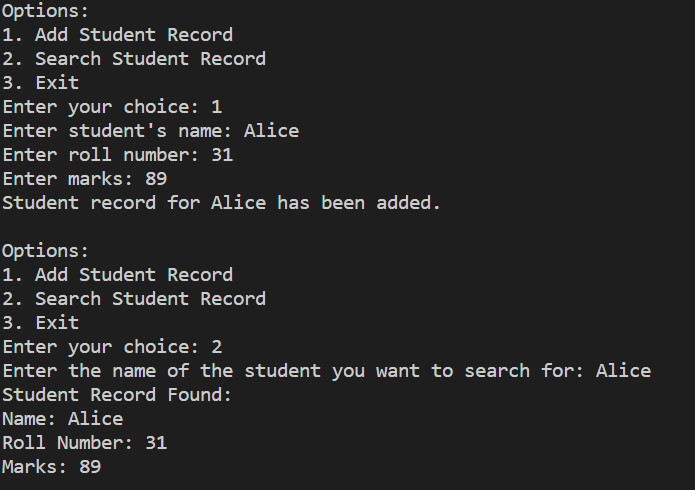 Options:
1. Add Student Record
2. Search Student Record
3. Exit
Enter your choice: 1
Enter student's name: Alice
Enter roll number: 31
Enter marks: 89
Student record for Alice has been added.
Options:
1. Add Student Record
2. Search Student Record
3. Exit
Enter your choice: 2
Enter the name of the student you want to search for: Alice
Student Record Found:
Name: Alice
Roll Number: 31
Marks: 89